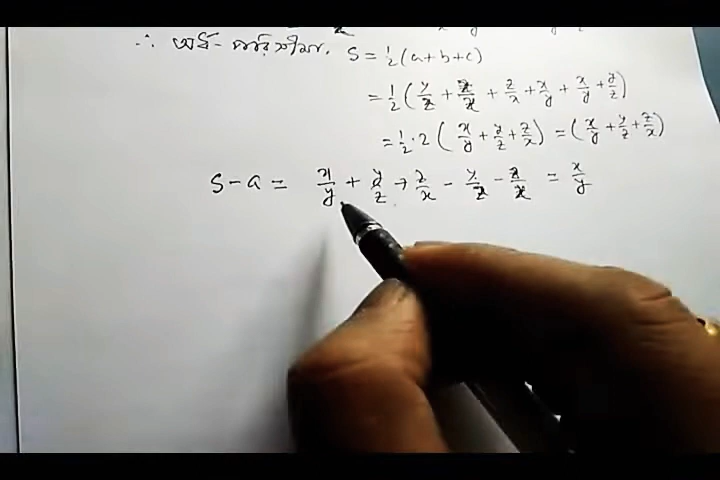 ∴ অর্ধ-পরিসীমা, S = ½(a+b+c)
= ½(y/z + z/x + z/x + x/y + x/y + y/z)
= ½·2(x/y + y/z + z/x) = (x/y + y/z + z/x)
S-a = x/y + y/z + z/x - y/z - z/x = x/y